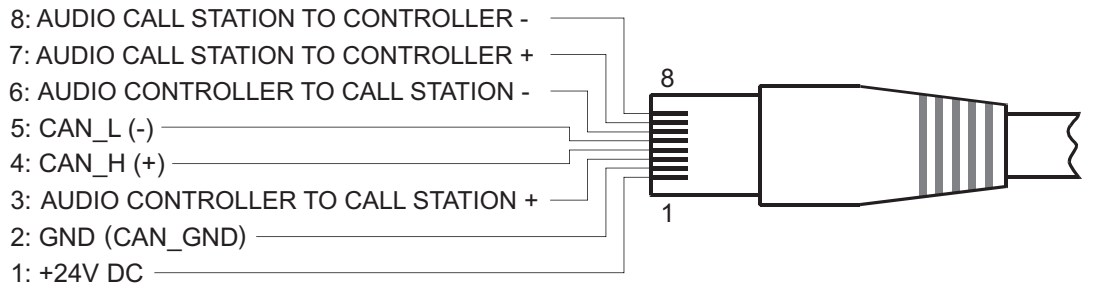 8: AUDIO CALL STATION TO CONTROLLER -
7: AUDIO CALL STATION TO CONTROLLER +
6: AUDIO CONTROLLER TO CALL STATION -
5: CAN_L (-)
4: CAN_H (+)
3: AUDIO CONTROLLER TO CALL STATION +
2: GND (CAN_GND)
1: +24V DC
8
1